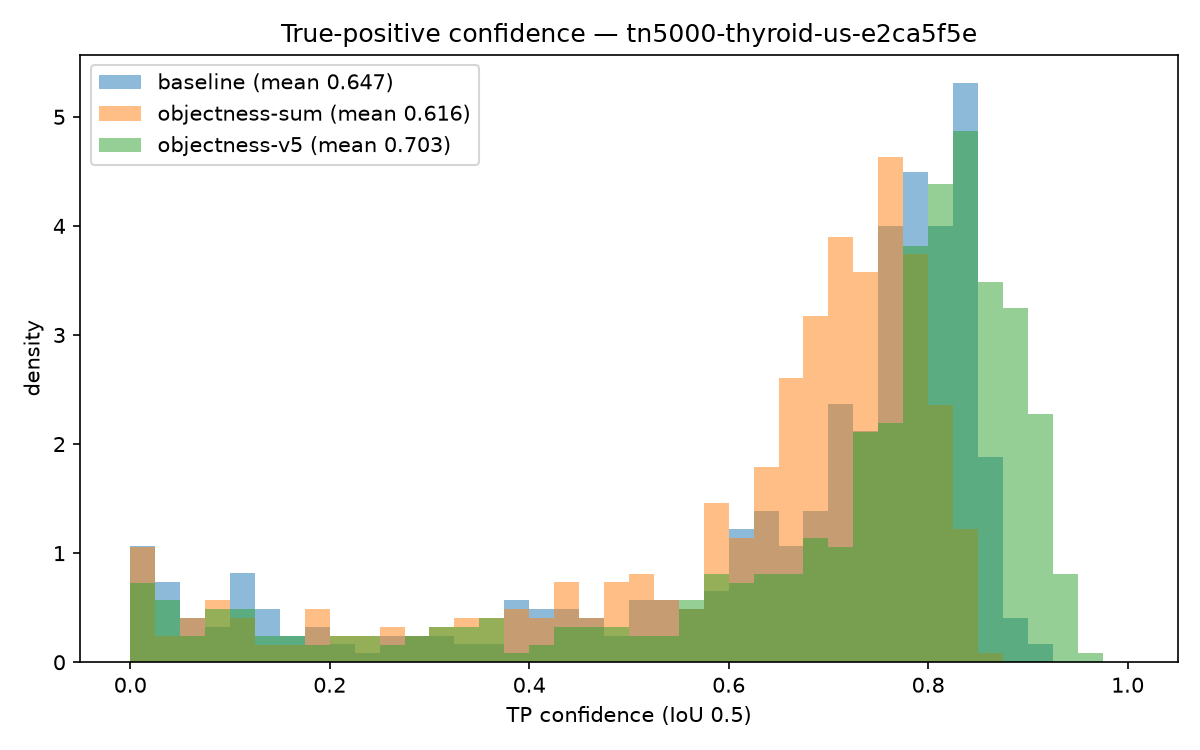 True-positive confidence — tn5000-thyroid-us-e2ca5f5e
baseline (mean 0.647)
objectness-sum (mean 0.616)
objectness-v5 (mean 0.703)
density
5
4
3
2
1
0
0.0 0.2 0.4 0.6 0.8 1.0
TP confidence (IoU 0.5)